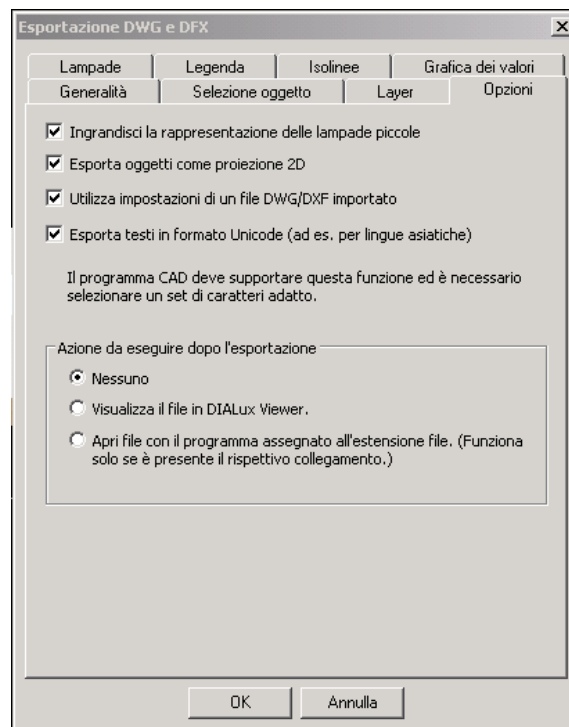 Esportazione DWG e DFX
Lampade
Legenda
Isolinee
Grafica dei valori
Generalità
Selezione oggetto
Layer
Opzioni
Ingrandisci la rappresentazione delle lampade piccole
Esporta oggetti come proiezione 2D
Utilizza impostazioni di un file DWG/DXF importato
Esporta testi in formato Unicode (ad es. per lingue asiatiche)
Il programma CAD deve supportare questa funzione ed è necessario
selezionare un set di caratteri adatto.
Azione da eseguire dopo l'esportazione
Nessuno
Visualizza il file in DIALux Viewer.
Apri file con il programma assegnato all'estensione file. (Funziona
solo se è presente il rispettivo collegamento.)
OK
Annulla